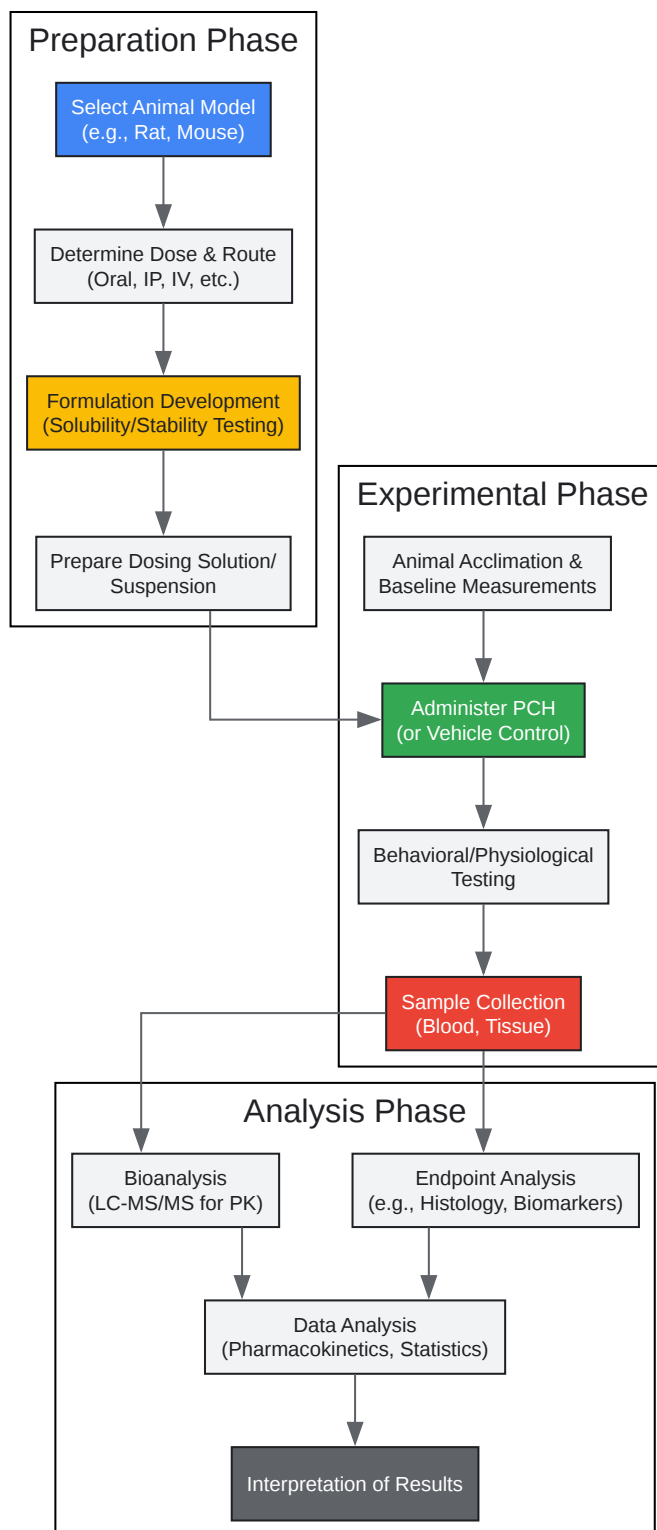 Preparation Phase
Select Animal Model
(e.g., Rat, Mouse)
Determine Dose & Route
(Oral, IP, IV, etc.)
Formulation Development
(Solubility/Stability Testing)
Prepare Dosing Solution/
Suspension
Experimental Phase
Animal Acclimation &
Baseline Measurements
Administer PCH
(or Vehicle Control)
Behavioral/Physiological
Testing
Sample Collection
(Blood, Tissue)
Analysis Phase
Bioanalysis
(LC-MS/MS for PK)
Endpoint Analysis
(e.g., Histology, Biomarkers)
Data Analysis
(Pharmacokinetics, Statistics)
Interpretation of Results